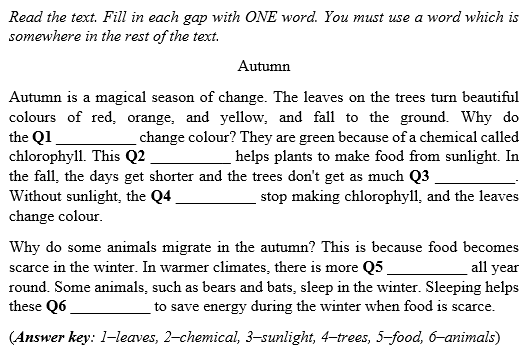 Read the text. Fill in each gap with ONE word. You must use a word which is
somewhere in the rest of the text.
Autumn
Autumn is a magical season of change. The leaves on the trees turn beautiful
colours of red, orange, and yellow, and fall to the ground. Why do
the Q1 __________ change colour? They are green because of a chemical called
chlorophyll. This Q2 __________ helps plants to make food from sunlight. In
the fall, the days get shorter and the trees don't get as much Q3 __________.
Without sunlight, the Q4 __________ stop making chlorophyll, and the leaves
change colour.
Why do some animals migrate in the autumn? This is because food becomes
scarce in the winter. In warmer climates, there is more Q5 __________ all year
round. Some animals, such as bears and bats, sleep in the winter. Sleeping helps
these Q6 __________ to save energy during the winter when food is scarce.
(Answer key: 1–leaves, 2–chemical, 3–sunlight, 4–trees, 5–food, 6–animals)